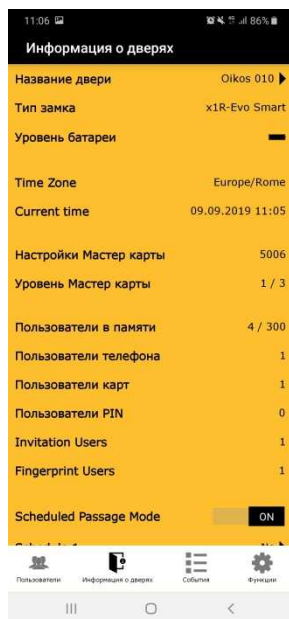 11:06 86%
Информация о дверях
Название двери Oikos 010
Тип замка x1R-Evo Smart
Уровень батареи
Time Zone Europe/Rome
Current time 09.09.2019 11:05
Настройки Мастер карты 5006
Уровень Мастер карты 1 / 3
Пользователи в памяти 4 / 300
Пользователи телефона 1
Пользователи карт 1
Пользователи PIN 0
Invitation Users 1
Fingerprint Users 1
Scheduled Passage Mode ON
Пользователи Информация о дверях События Функции